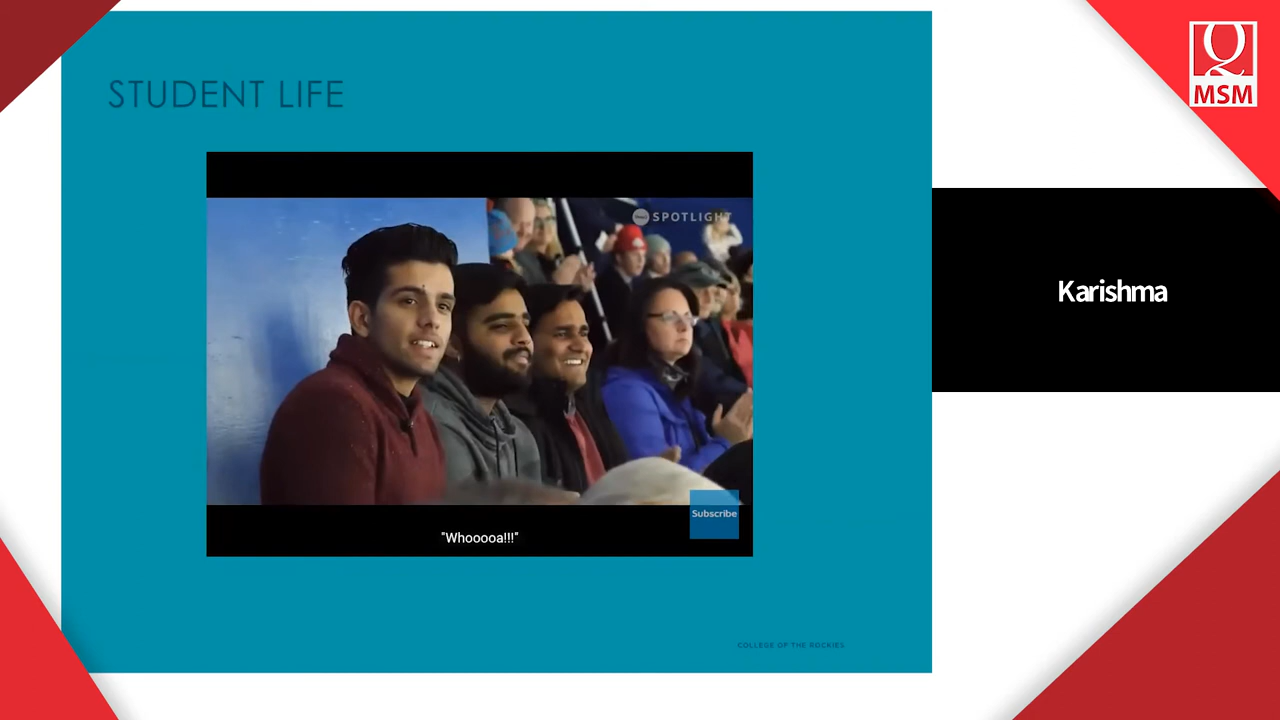 STUDENT LIFE
SPOTLIGHT
Subscribe
"Whooooa!!!"
COLLEGE OF THE ROCKIES
Karishma
MSM